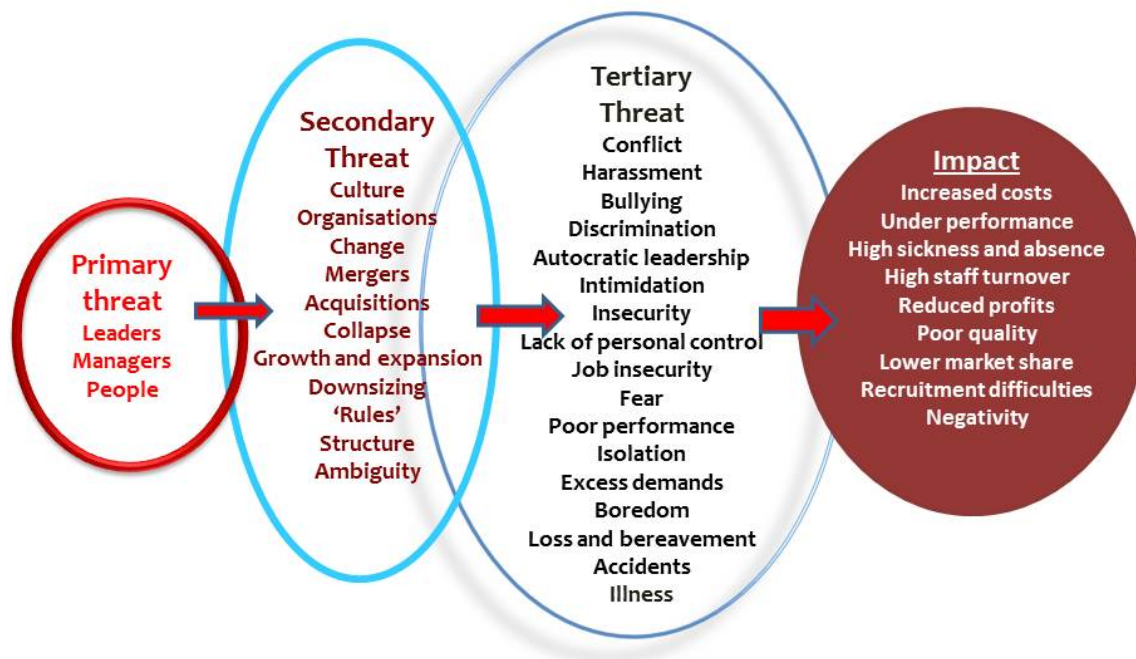 Primary
threat
Leaders
Managers
People
Secondary
Threat
Culture
Organisations
Change
Mergers
Acquisitions
Collapse
Growth and expansion
Downsizing
‘Rules’
Structure
Ambiguity
Tertiary
Threat
Conflict
Harassment
Bullying
Discrimination
Autocratic leadership
Intimidation
Insecurity
Lack of personal control
Job insecurity
Fear
Poor performance
Isolation
Excess demands
Boredom
Loss and bereavement
Accidents
Illness
Impact
Increased costs
Under performance
High sickness and absence
High staff turnover
Reduced profits
Poor quality
Lower market share
Recruitment difficulties
Negativity